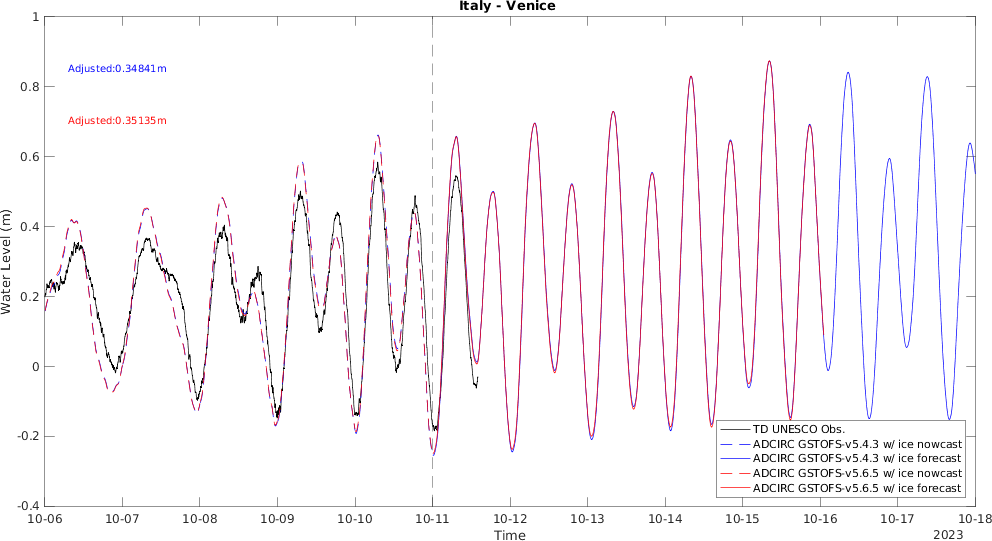 Italy - Venice
Adjusted:0.34841m
Adjusted:0.35135m
Water Level (m)
1
0.8
0.6
0.4
0.2
0
-0.2
-0.4
TD UNESCO Obs.
ADCIRC GSTOFS-v5.4.3 w/ ice nowcast
ADCIRC GSTOFS-v5.4.3 w/ ice forecast
ADCIRC GSTOFS-v5.6.5 w/ ice nowcast
ADCIRC GSTOFS-v5.6.5 w/ ice forecast
10-06 10-07 10-08 10-09 10-10 10-11 10-12 10-13 10-14 10-15 10-16 10-17 10-18
Time
2023